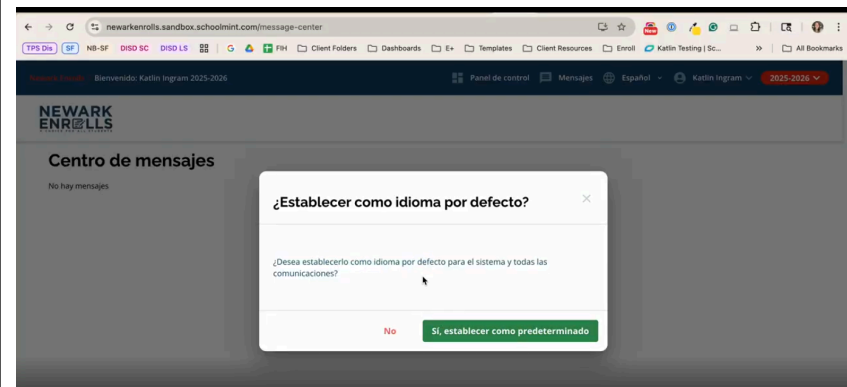 newarkenrolls.sandbox.schoolmint.com/message-center
New
TPS Dis SF NB-SF DISD SC DISD LS G FIH Client Folders Dashboards E+ Templates Client Resources Enroll Katlin Testing | Sc... » All Bookmarks
Bienvenido: Katlin Ingram 2025-2026 Panel de control Mensajes Español Katlin Ingram 2025-2026
NEWARK
ENROLLS
Centro de mensajes
No hay mensajes
¿Establecer como idioma por defecto?
¿Desea establecerlo como idioma por defecto para el sistema y todas las
comunicaciones?
No Sí, establecer como predeterminado